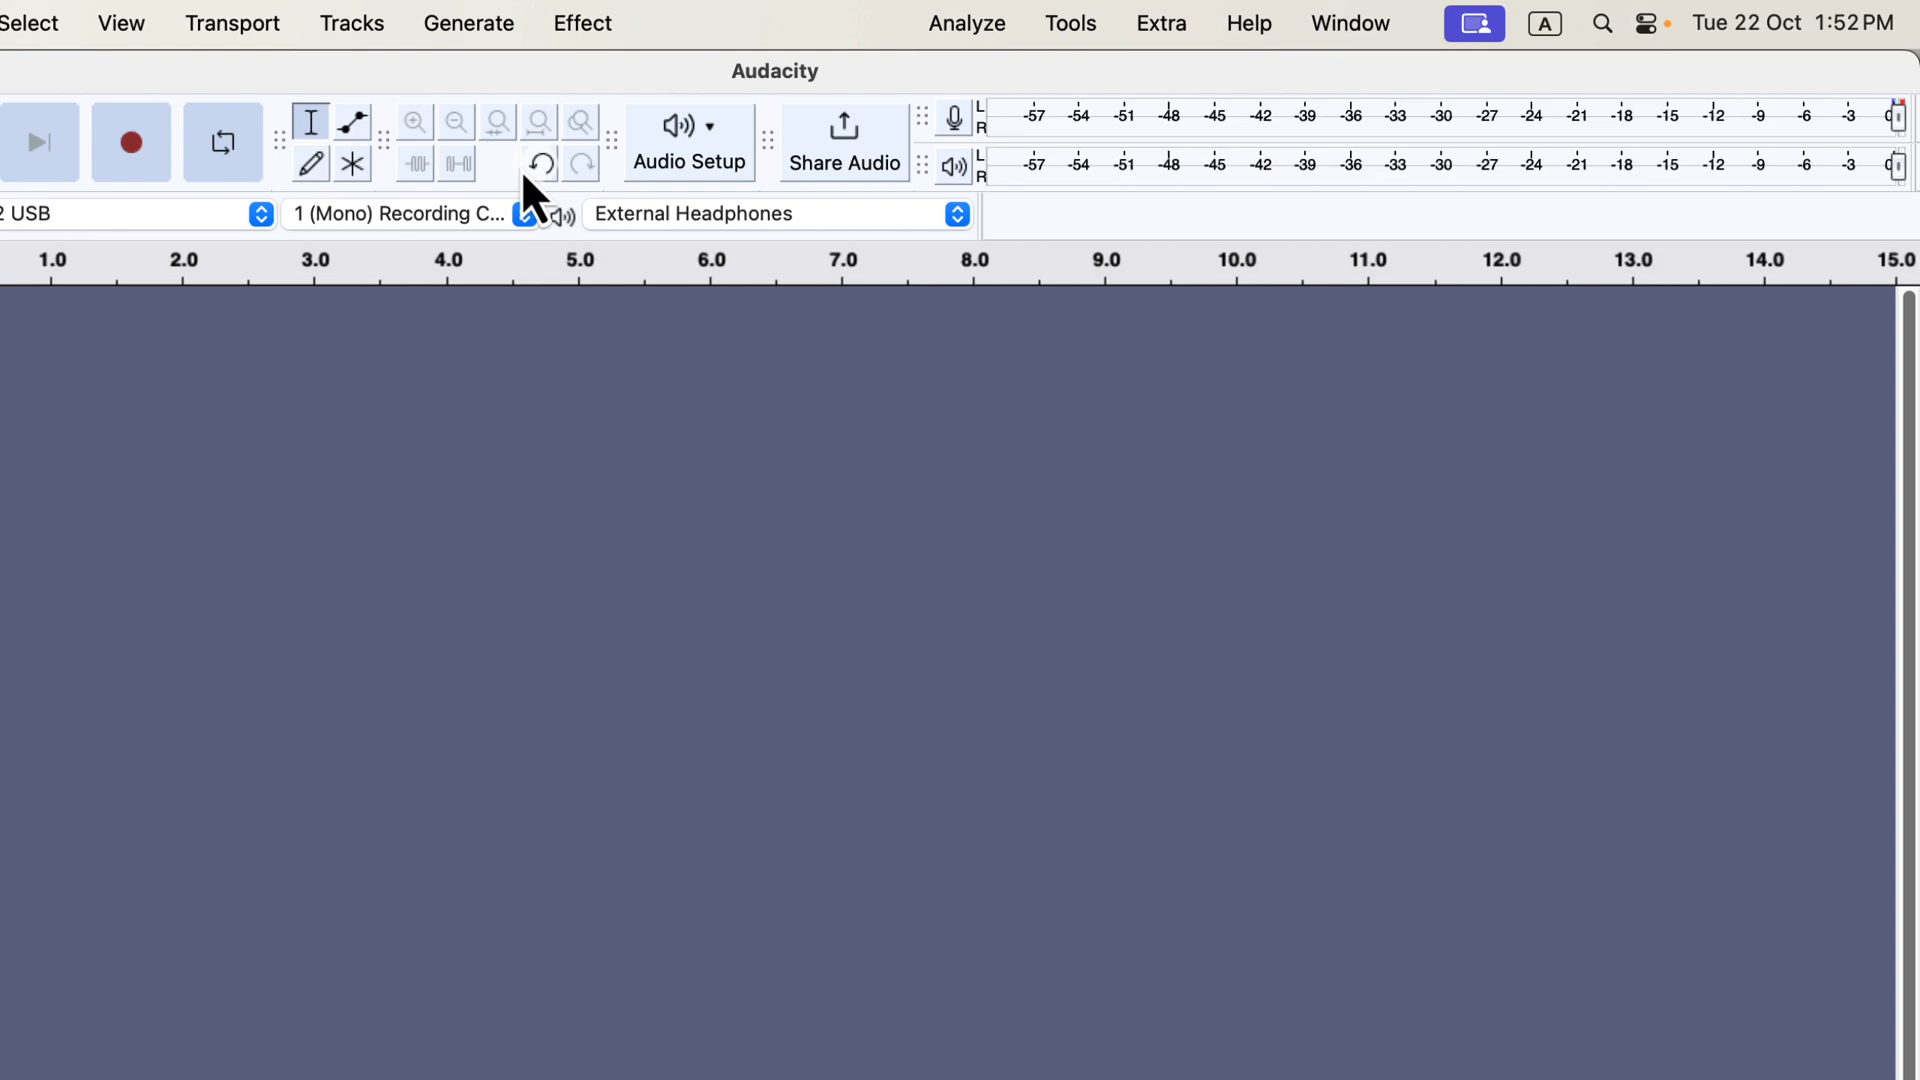 Select View Transport Tracks Generate Effect Analyze Tools Extra Help Window A Tue 22 Oct 1:52 PM
Audacity
L -57 -54 -51 -48 -45 -42 -39 -36 -33 -30 -27 -24 -21 -18 -15 -12 -9 -6 -3 0
R
Audio Setup
Share Audio
L -57 -54 -51 -48 -45 -42 -39 -36 -33 -30 -27 -24 -21 -18 -15 -12 -9 -6 -3 0
R
2 USB 1 (Mono) Recording C... External Headphones
1.0 2.0 3.0 4.0 5.0 6.0 7.0 8.0 9.0 10.0 11.0 12.0 13.0 14.0 15.0